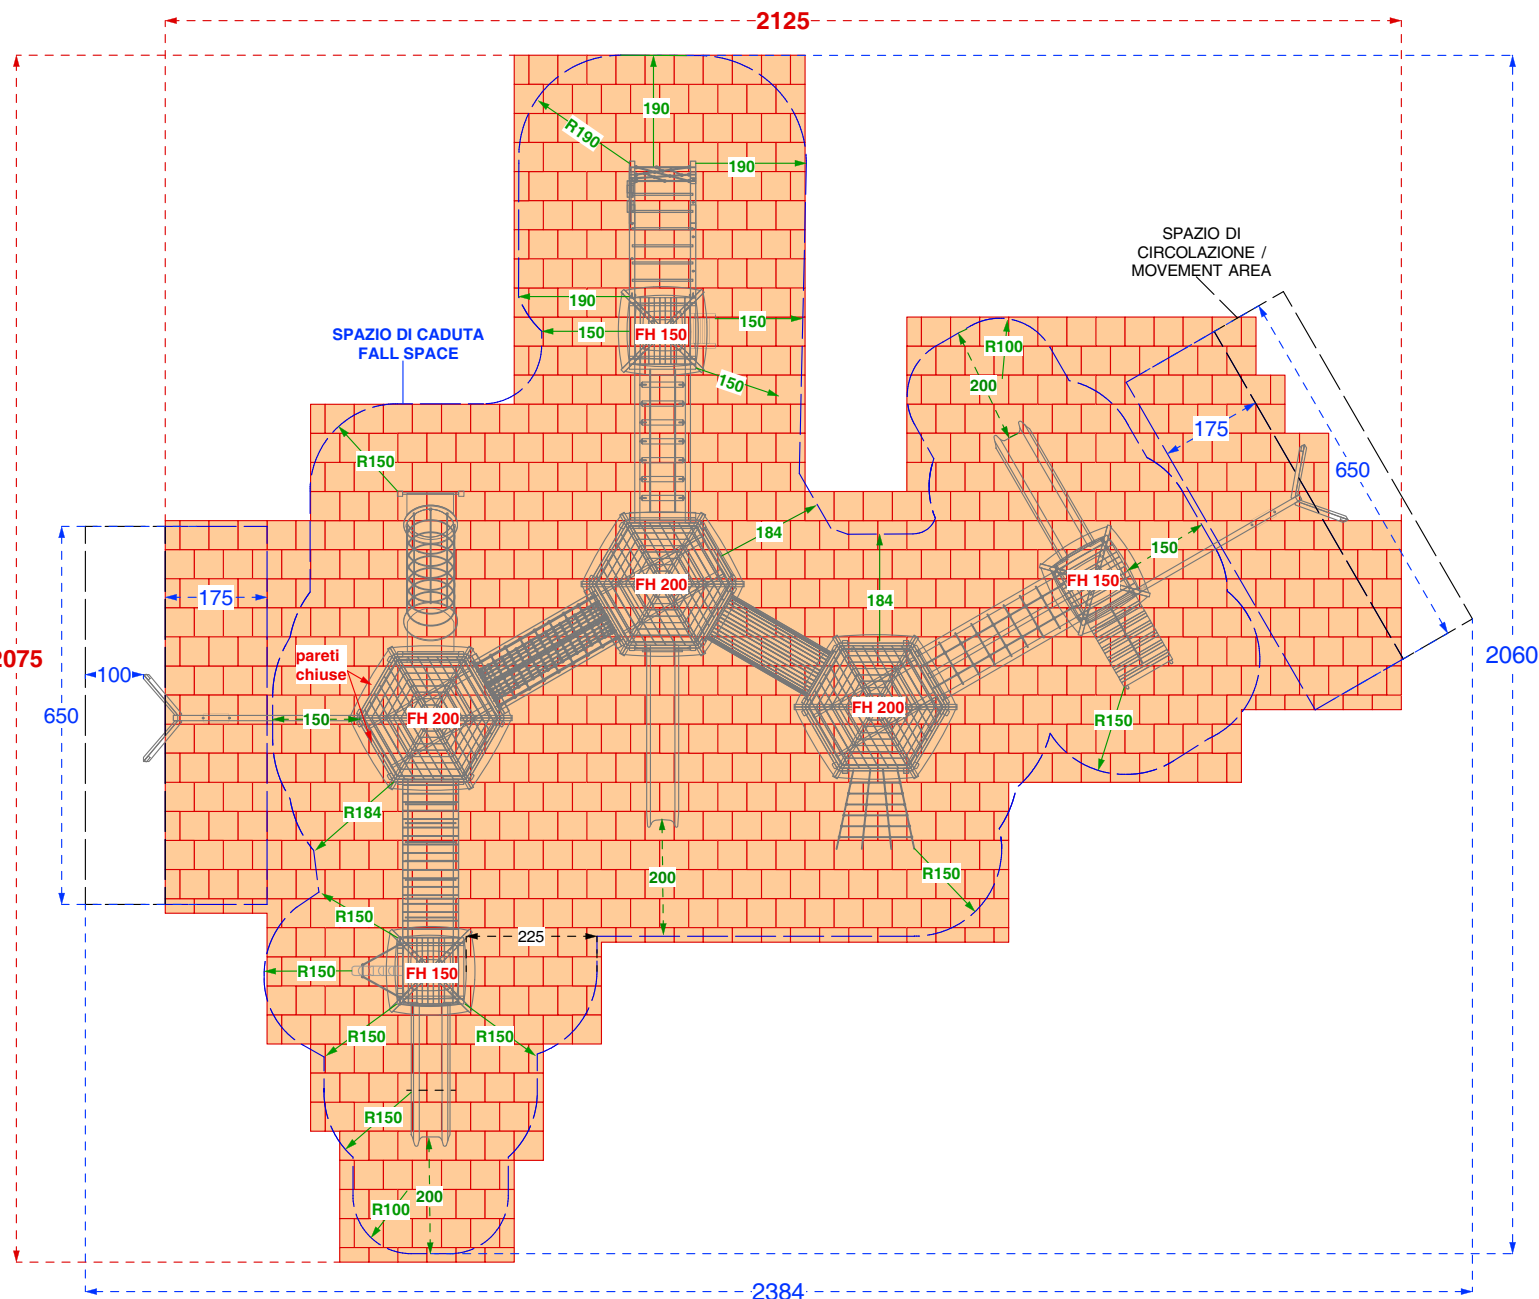 2125
190
R190
190
SPAZIO DI
CIRCOLAZIONE /
MOVEMENT AREA
190
150
150
FH 150
SPAZIO DI CADUTA
FALL SPACE
R100
200
150
175
650
R150
184
150
FH 200
FH 150
175
184
pareti
chiuse
2075
2060
100
650
150
FH 200
FH 200
R150
R184
200
R150
R150
225
R150
FH 150
R150
R150
R150
200
R100
2384